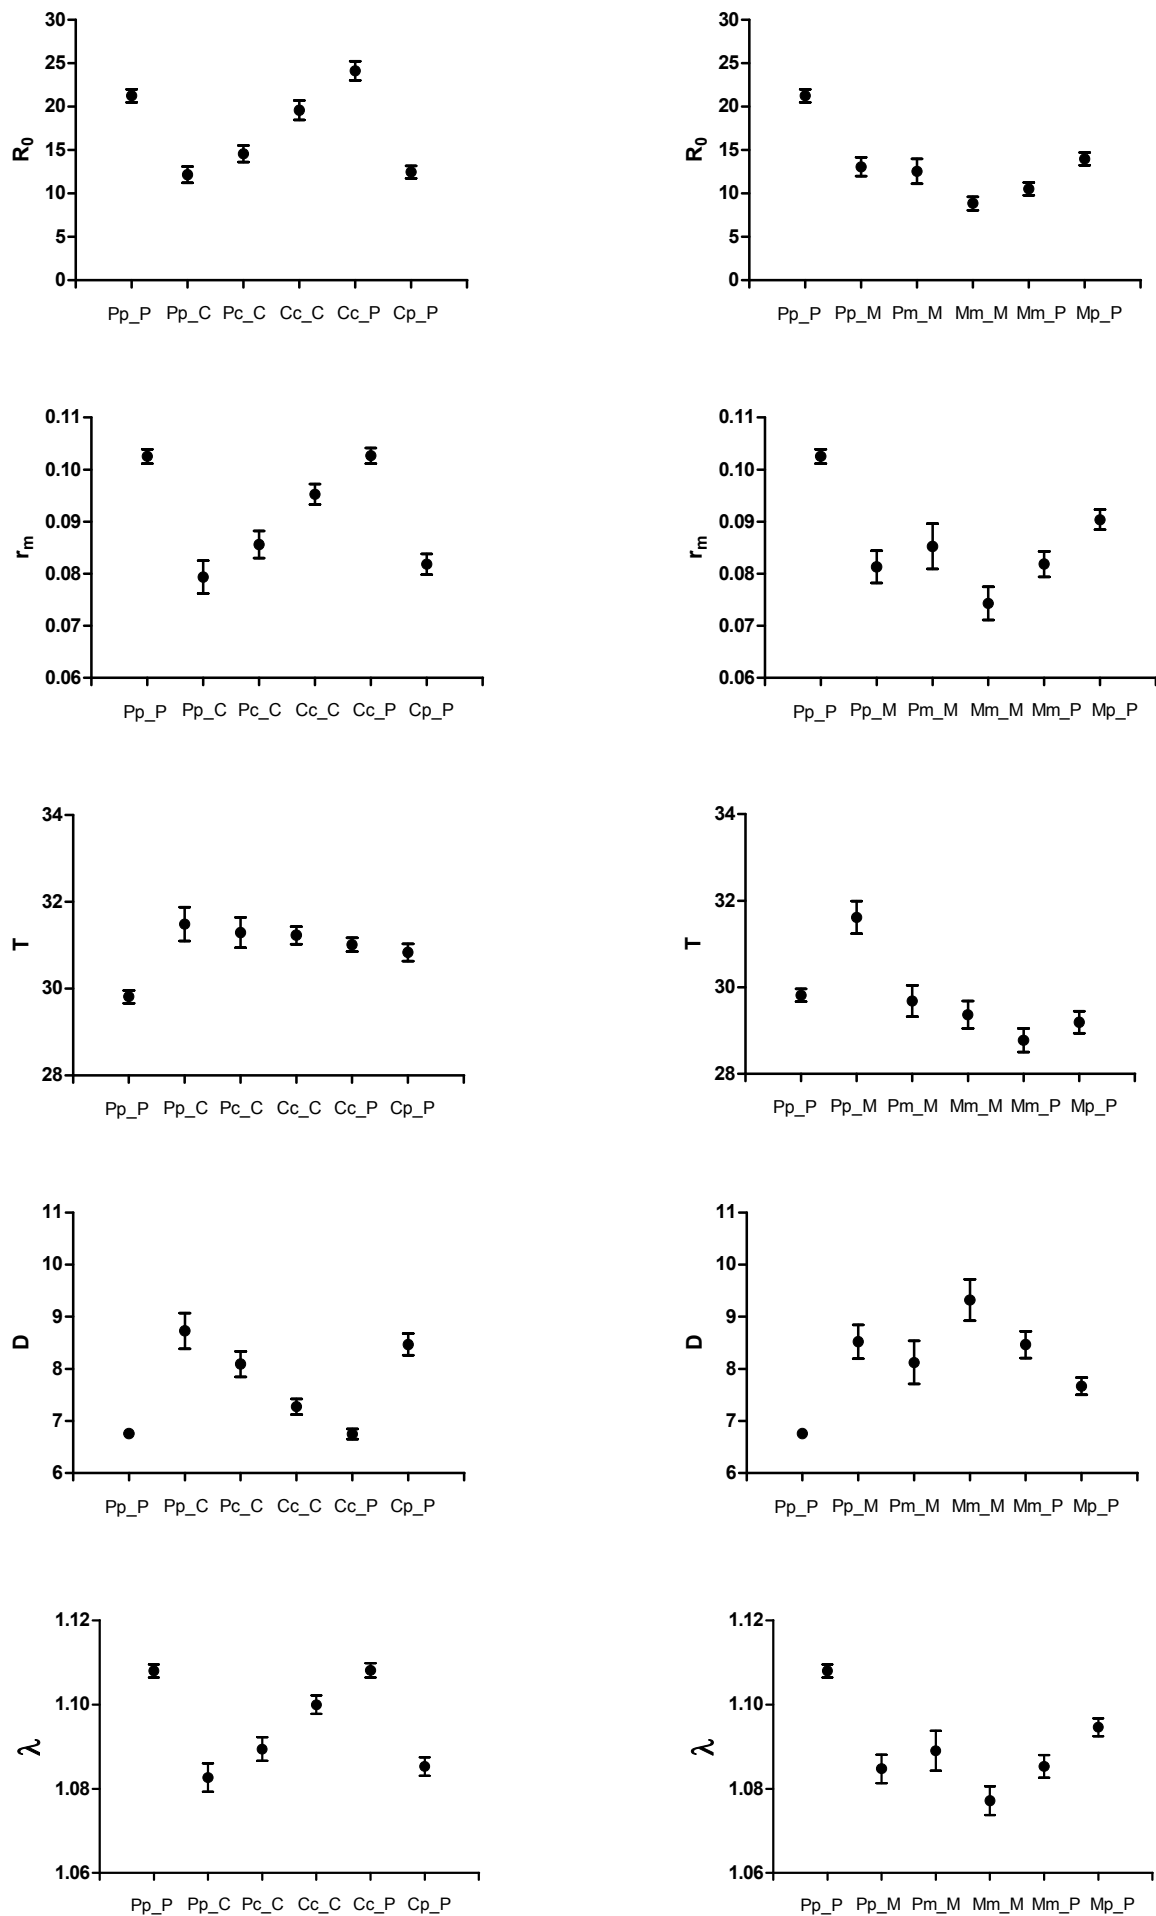 30
25
20
15
10
5
0
R0
Pp_P Pp_C Pc_C Cc_C Cc_P Cp_P
30
25
20
15
10
5
0
R0
Pp_P Pp_M Pm_M Mm_M Mm_P Mp_P
0.11
0.10
0.09
0.08
0.07
0.06
rm
Pp_P Pp_C Pc_C Cc_C Cc_P Cp_P
0.11
0.10
0.09
0.08
0.07
0.06
rm
Pp_P Pp_M Pm_M Mm_M Mm_P Mp_P
34
32
30
28
T
Pp_P Pp_C Pc_C Cc_C Cc_P Cp_P
34
32
30
28
T
Pp_P Pp_M Pm_M Mm_M Mm_P Mp_P
11
10
9
8
7
6
D
Pp_P Pp_C Pc_C Cc_C Cc_P Cp_P
11
10
9
8
7
6
D
Pp_P Pp_M Pm_M Mm_M Mm_P Mp_P
1.12
1.10
1.08
1.06
λ
Pp_P Pp_C Pc_C Cc_C Cc_P Cp_P
1.12
1.10
1.08
1.06
λ
Pp_P Pp_M Pm_M Mm_M Mm_P Mp_P